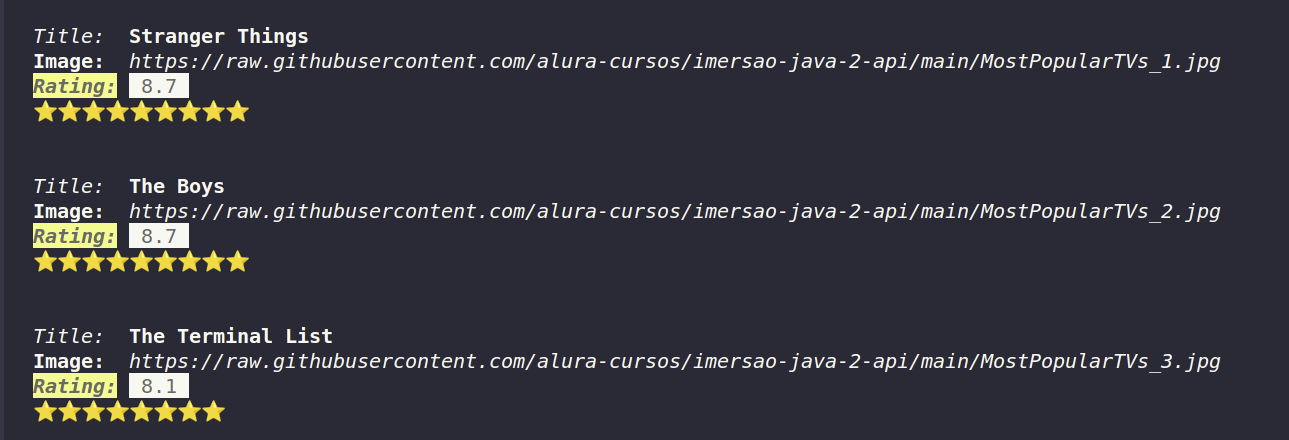 Title: Stranger Things
Image: https://raw.githubusercontent.com/alura-cursos/imersao-java-2-api/main/MostPopularTVs_1.jpg
Rating: 8.7
⭐⭐⭐⭐⭐⭐⭐⭐⭐
Title: The Boys
Image: https://raw.githubusercontent.com/alura-cursos/imersao-java-2-api/main/MostPopularTVs_2.jpg
Rating: 8.7
⭐⭐⭐⭐⭐⭐⭐⭐⭐
Title: The Terminal List
Image: https://raw.githubusercontent.com/alura-cursos/imersao-java-2-api/main/MostPopularTVs_3.jpg
Rating: 8.1
⭐⭐⭐⭐⭐⭐⭐⭐